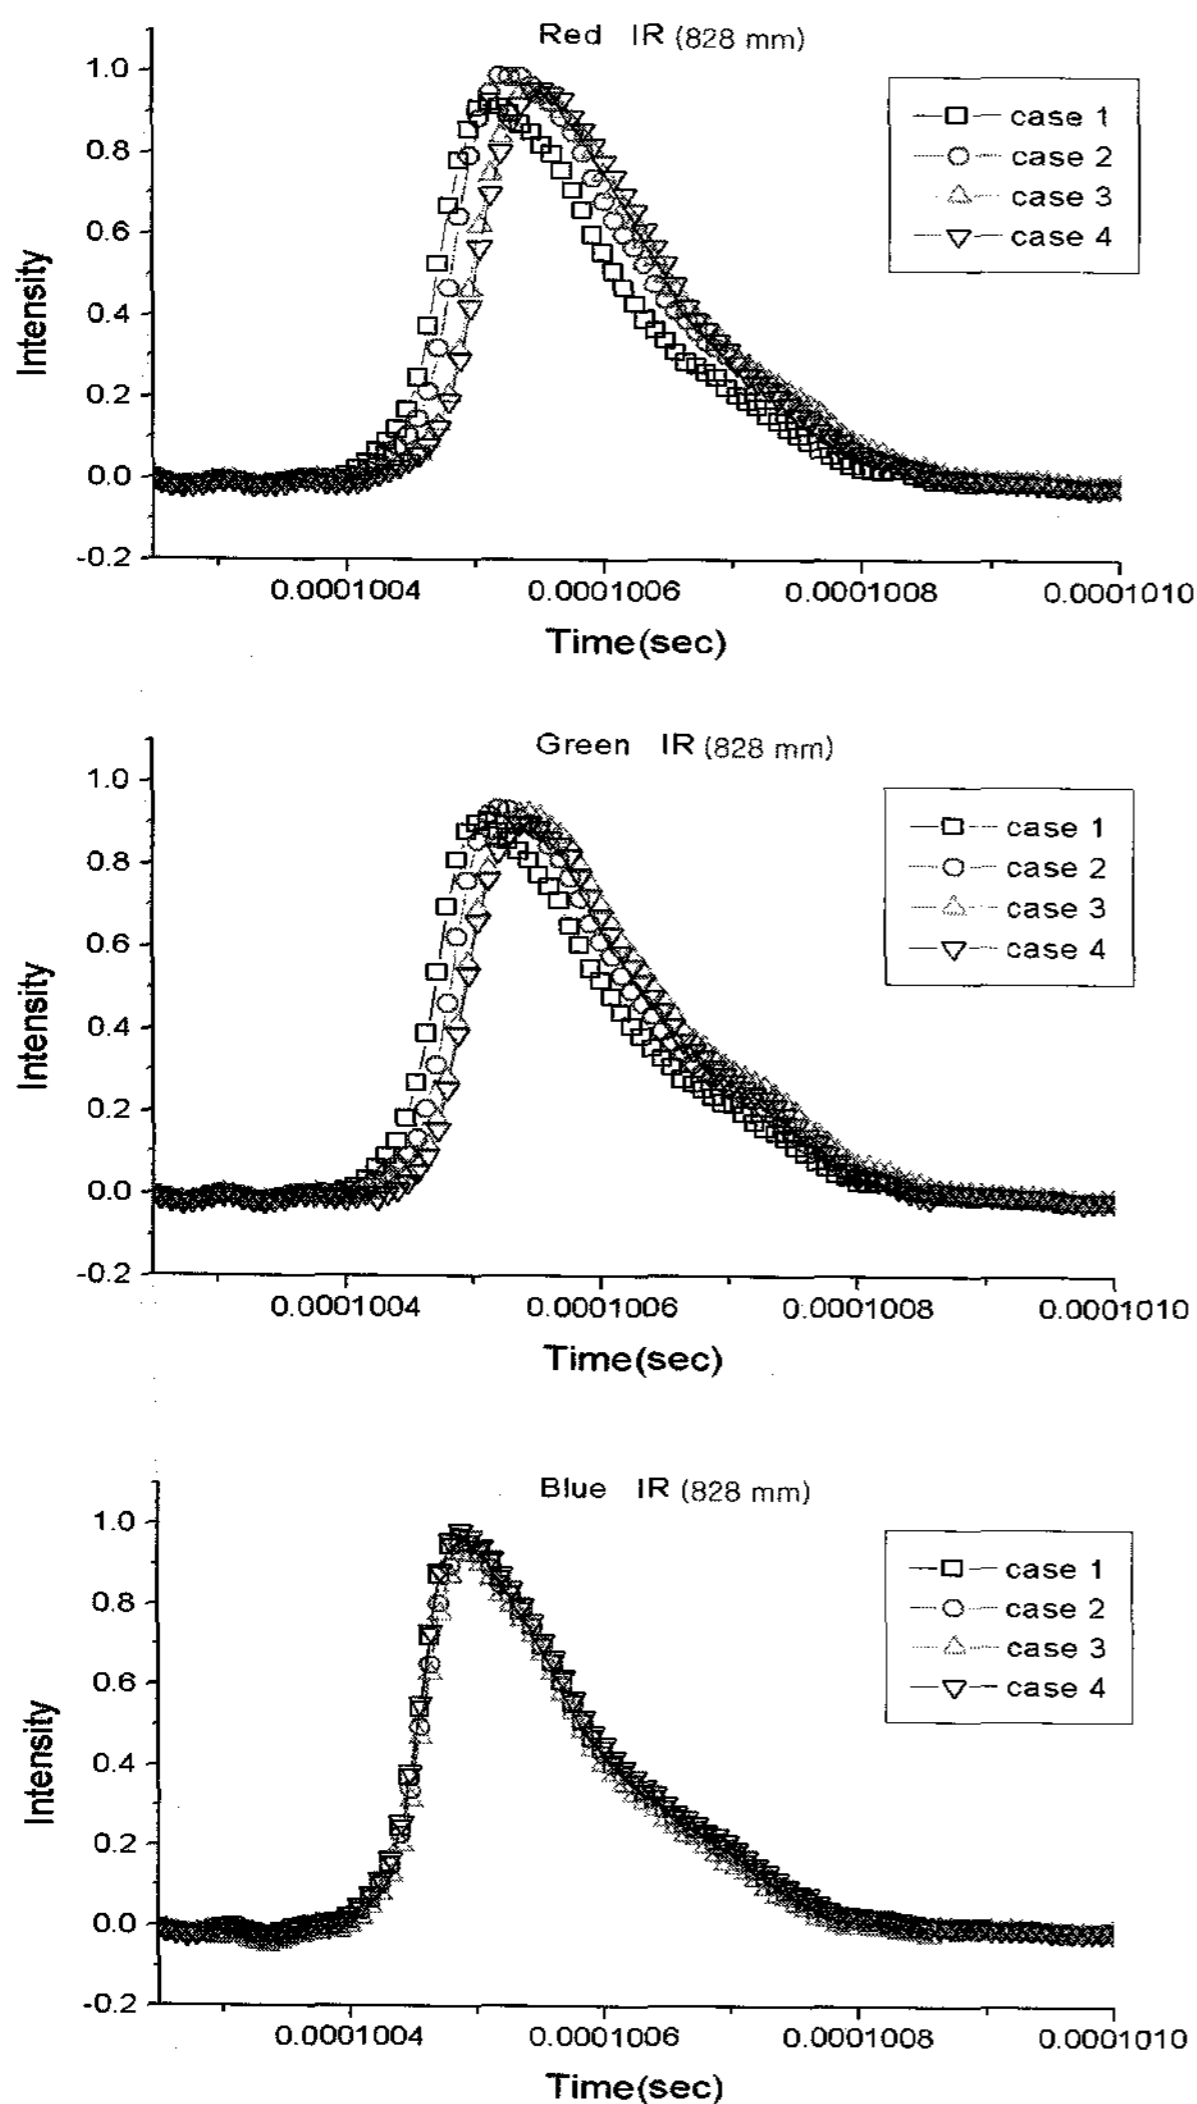 Red IR (828 mm)
1.0
0.8
0.6
0.4
0.2
0.0
-0.2
Intensity
case 1
case 2
case 3
case 4
0.0001004 0.0001006 0.0001008 0.0001010
Time(sec)
Green IR (828 mm)
1.0
0.8
0.6
0.4
0.2
0.0
-0.2
Intensity
case 1
case 2
case 3
case 4
0.0001004 0.0001006 0.0001008 0.0001010
Time(sec)
Blue IR (828 mm)
1.0
0.8
0.6
0.4
0.2
0.0
-0.2
Intensity
case 1
case 2
case 3
case 4
0.0001004 0.0001006 0.0001008 0.0001010
Time(sec)